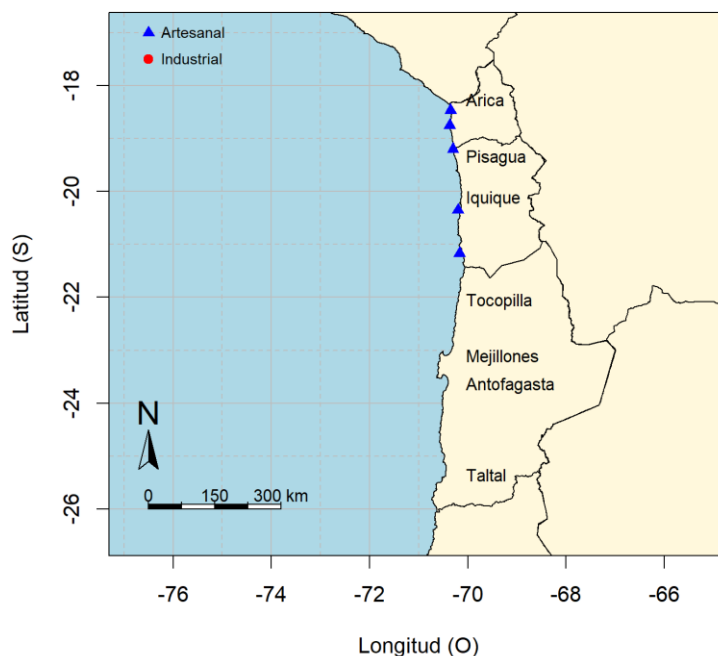 Artesanal
Industrial
-18
-20
-22
-24
-26
Latitud (S)
Arica
Pisagua
Iquique
Tocopilla
Mejillones
Antofagasta
Taltal
N
0 150 300 km
-76 -74 -72 -70 -68 -66
Longitud (O)